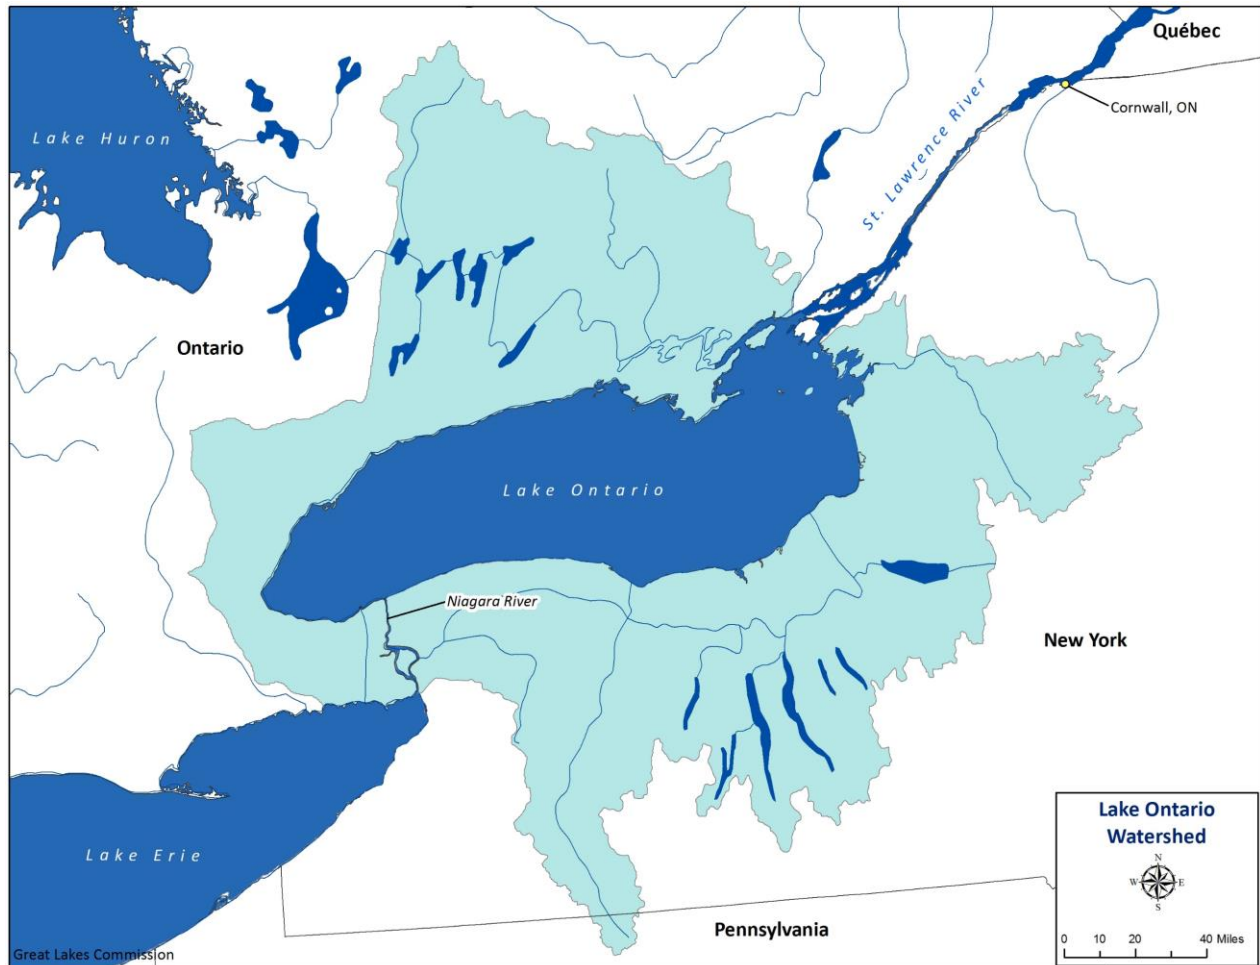 Québec
Cornwall, ON
Lake Huron
St. Lawrence River
Ontario
Lake Ontario
Niagara River
New York
Lake Erie
Pennsylvania
Great Lakes Commission
Lake Ontario
Watershed
N
W E
S
0 10 20 40 Miles